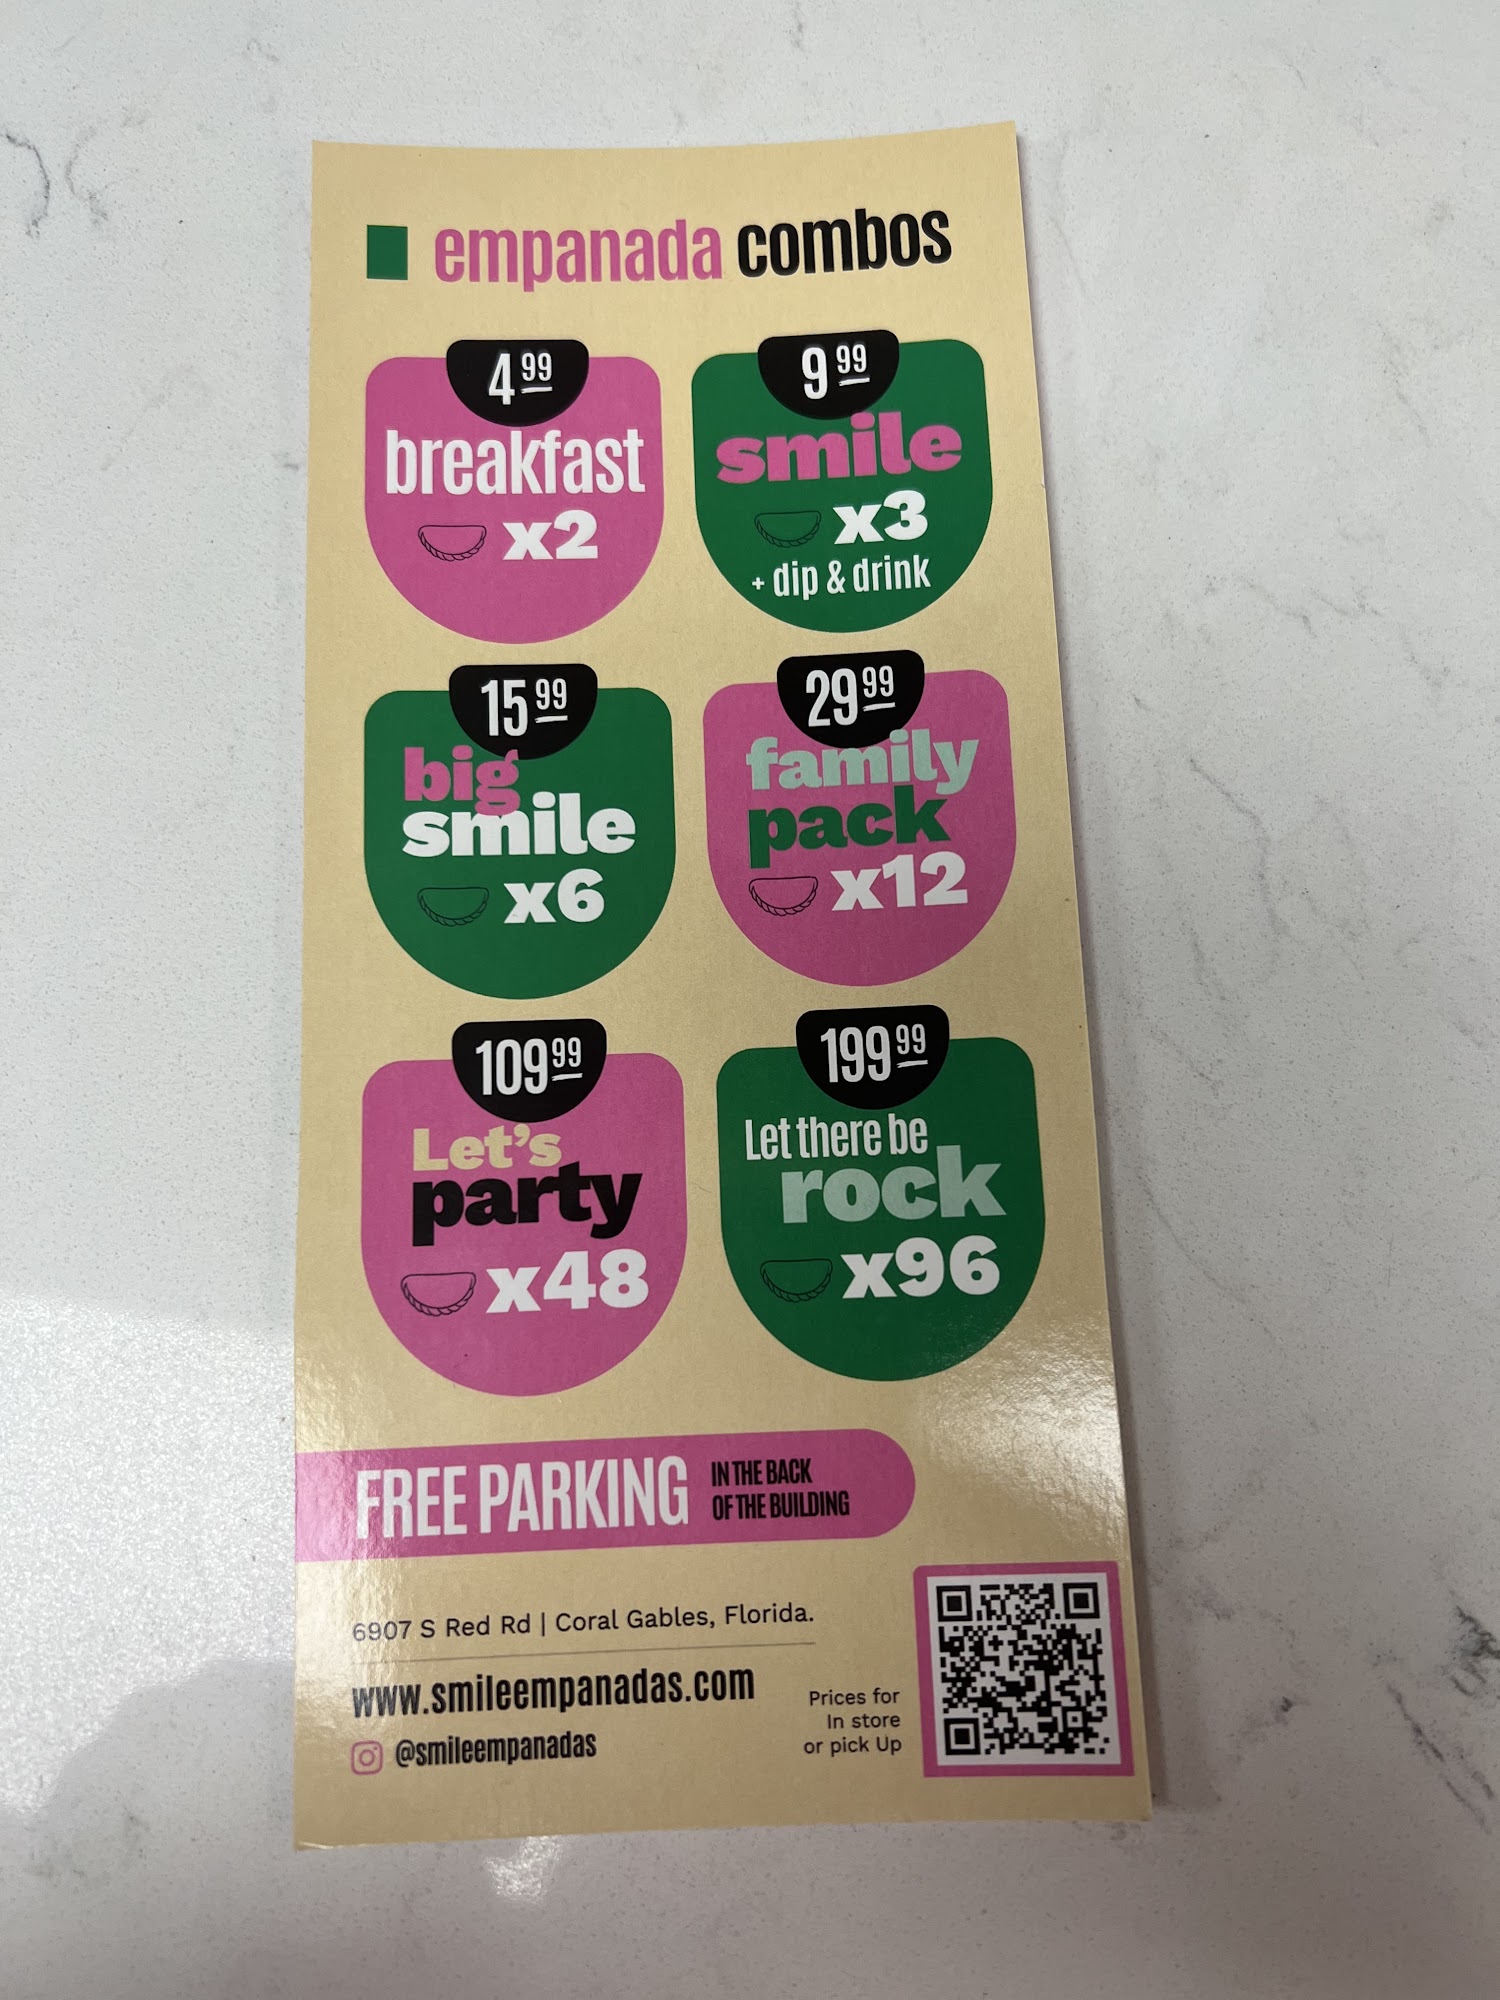 empanada combos
4 99
breakfast
x2
9 99
smile
x3
+ dip & drink
15 99
big
smile
x6
29 99
family
pack
x12
109 99
Let's
party
x48
199 99
Let there be
rock
x96
FREE PARKING
IN THE BACK
OF THE BUILDING
6907 S Red Rd | Coral Gables, Florida.
www.smileempanadas.com
@smileempanadas
Prices for
In store
or pick Up